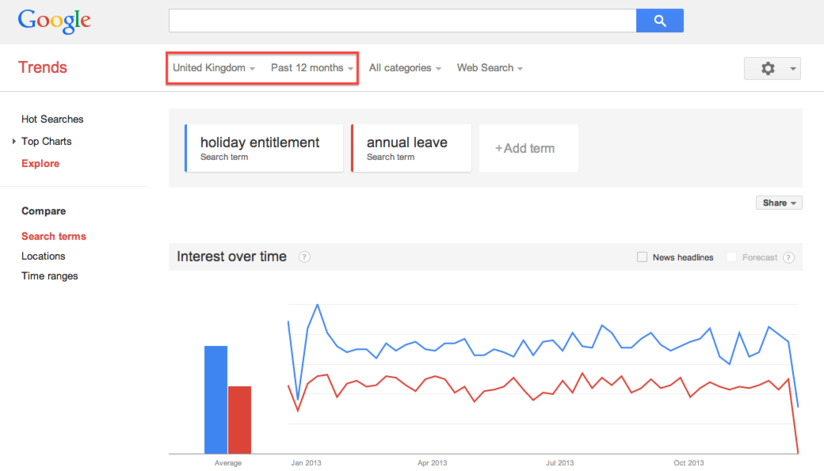 Google
Trends
United Kingdom Past 12 months All categories Web Search
Hot Searches
Top Charts
Explore
Compare
Search terms
Locations
Time ranges
holiday entitlement
Search term
annual leave
Search term
+Add term
Share
Interest over time ?
News headlines Forecast ?
Average Jan 2013 Apr 2013 Jul 2013 Oct 2013